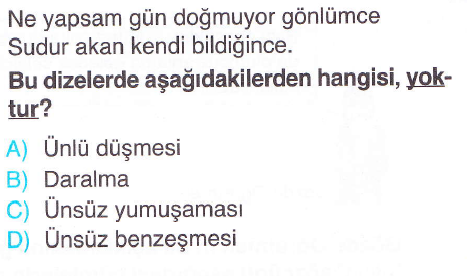 Ne yapsam gün doğmuyor gönlümce
Sudur akan kendi bildiğince.
Bu dizelerde aşağıdakilerden hangisi, yok-
tur?
A) Ünlü düşmesi
B) Daralma
C) Ünsüz yumuşaması
D) Ünsüz benzeşmesi